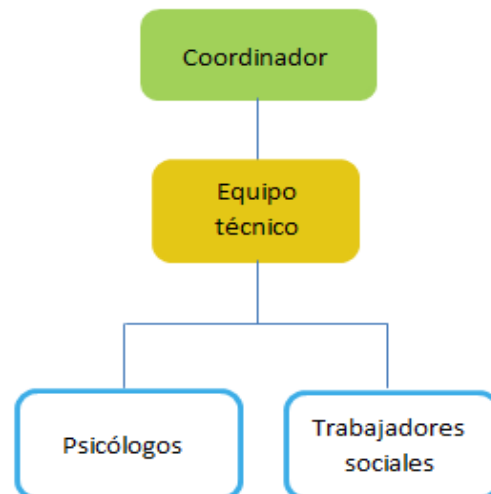 Coordinador
Equipo
técnico
Psicólogos
Trabajadores
sociales